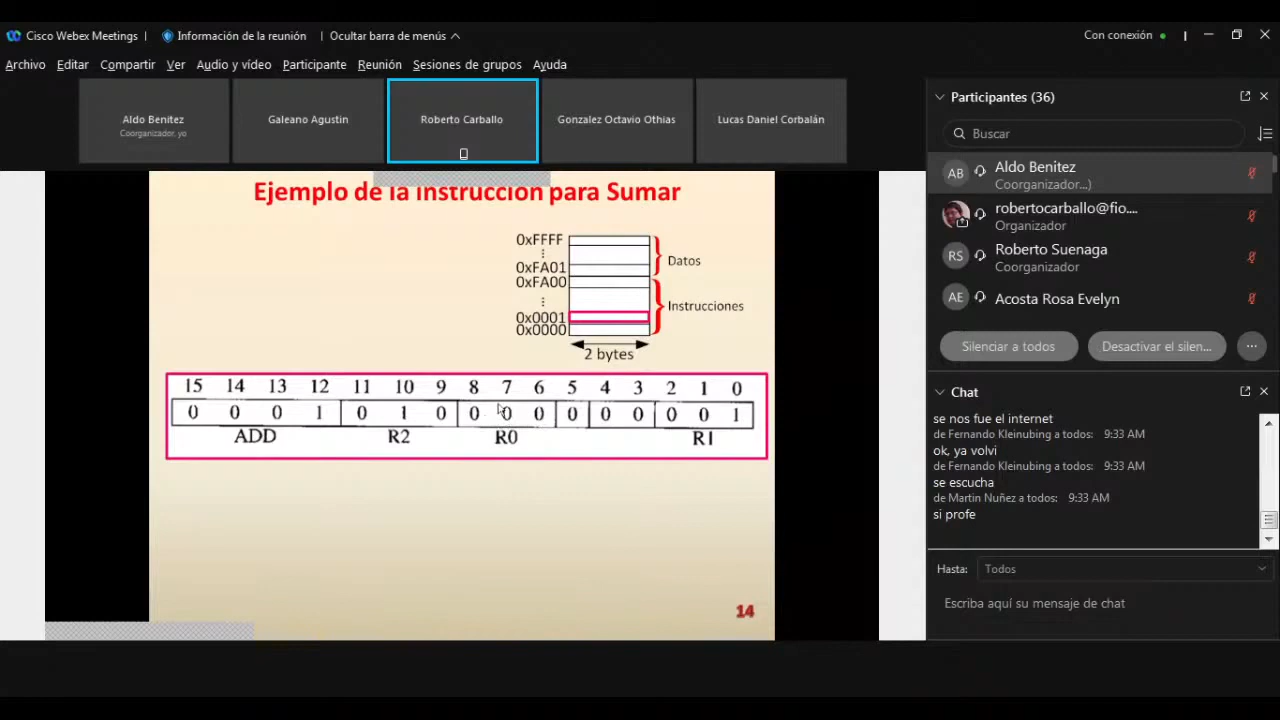 Cisco Webex Meetings | Información de la reunión | Ocultar barra de menús
Con conexión
Archivo Editar Compartir Ver Audio y vídeo Participante Reunión Sesiones de grupos Ayuda
Aldo Benitez
Coorganizador, yo
Galeano Agustin
Roberto Carballo
Gonzalez Octavio Othias
Lucas Daniel Corbalán
Ejemplo de la Instrucción para Sumar
0xFFFF
0xFA01
Datos
0xFA00
Instrucciones
0x0001
0x0000
2 bytes
15 14 13 12 11 10 9 8 7 6 5 4 3 2 1 0
0 0 0 1 0 1 0 0 0 0 0 0 0 0 0 1
ADD R2 R0 R1
14
Participantes (36)
Buscar
AB Aldo Benitez
Coorganizador...)
robertocarballo@fio....
Organizador
RS Roberto Suenaga
Coorganizador
AE Acosta Rosa Evelyn
Silenciar a todos Desactivar el silen... ...
Chat
se nos fue el internet
de Fernando Kleinubing a todos: 9:33 AM
ok, ya volvi
de Fernando Kleinubing a todos: 9:33 AM
se escucha
de Martin Nuñez a todos: 9:33 AM
si profe
Hasta: Todos
Escriba aquí su mensaje de chat